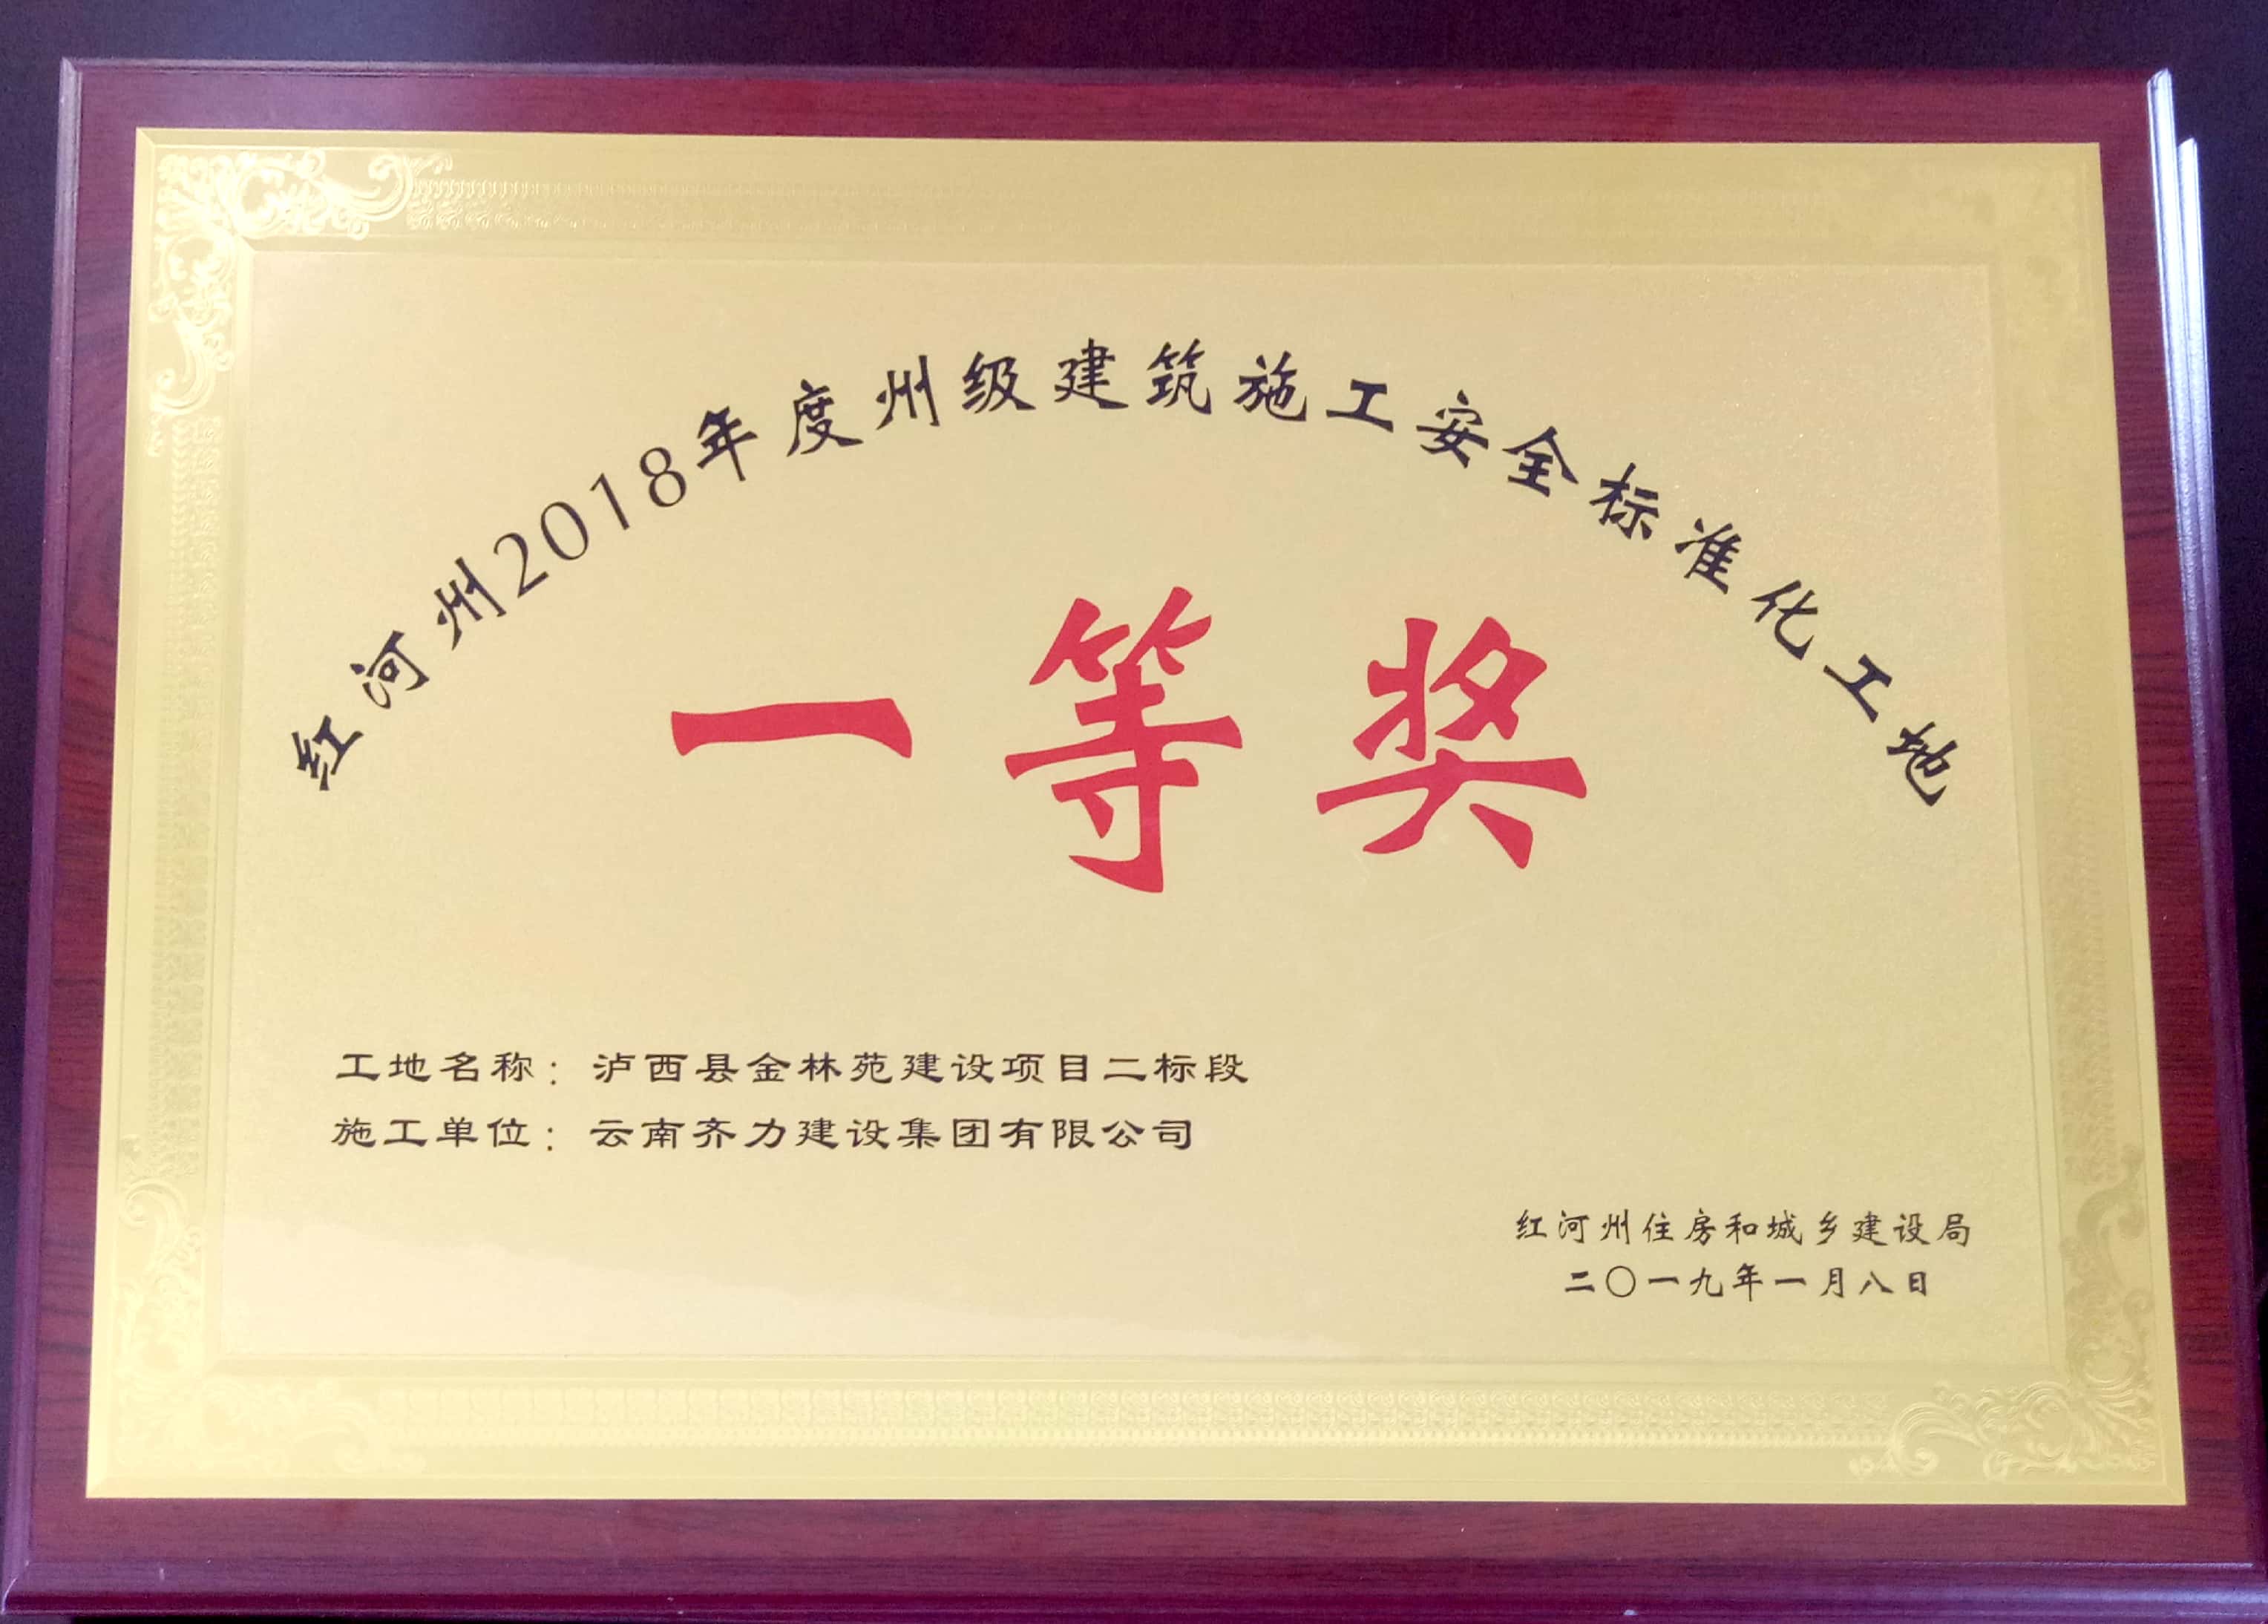 红河州2018年度州级建筑施工安全标准化工地
一等奖
工地名称：泸西县金林苑建设项目二标段
施工单位：云南齐力建设集团有限公司
红河州住房和城乡建设局
二〇一九年一月八日